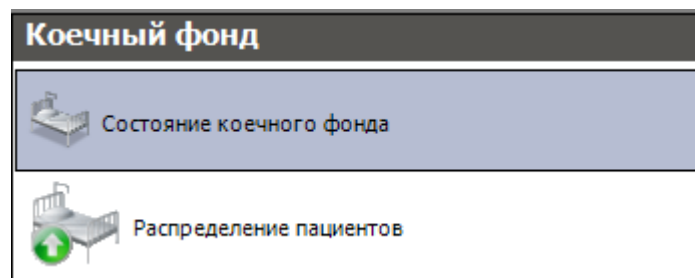 Коечный фонд
Состояние коечного фонда
Распределение пациентов